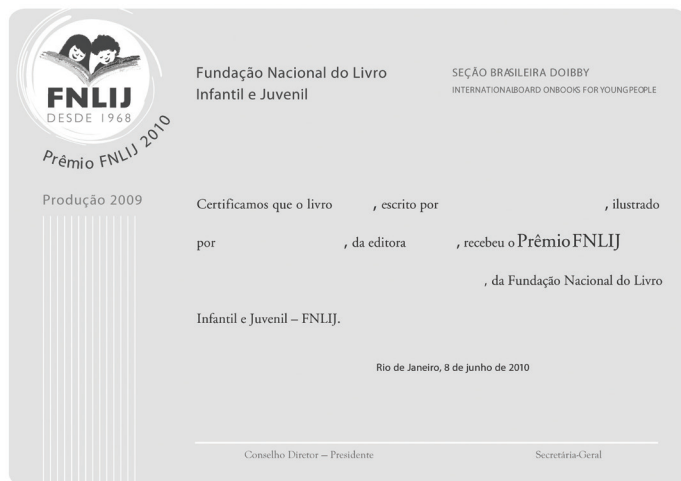 FNLIJ
DESDE 1968
Prêmio FNLIJ 2010
Produção 2009
Fundação Nacional do Livro
Infantil e Juvenil
SEÇÃO BRASILEIRA DOIBBY
INTERNATIONALBOARD ONBOOKS FOR YOUNGPEOPLE
Certificamos que o livro , escrito por , ilustrado
por , da editora , recebeu o Prêmio FNLIJ
, da Fundação Nacional do Livro
Infantil e Juvenil – FNLIJ.
Rio de Janeiro, 8 de junho de 2010
Conselho Diretor – Presidente
Secretária-Geral